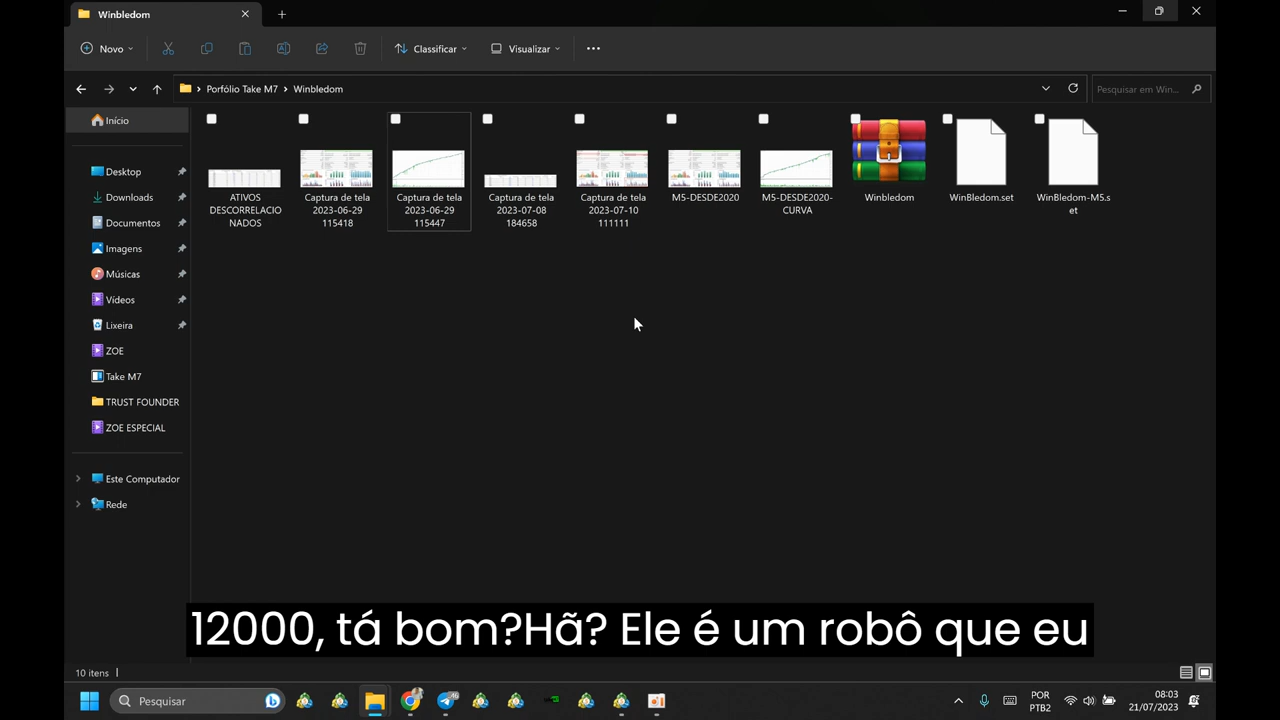 Winbledom
Novo
Classificar
Visualizar
Porfólio Take M7 > Winbledom
Pesquisar em Win...
Início
Desktop
Downloads
Documentos
Imagens
Músicas
Vídeos
Lixeira
ZOE
Take M7
TRUST FOUNDER
ZOE ESPECIAL
Este Computador
Rede
ATIVOS
DESCORRELACIO
NADOS
Captura de tela
2023-06-29
115418
Captura de tela
2023-06-29
115447
Captura de tela
2023-07-08
184658
Captura de tela
2023-07-10
111111
M5-DESDE2020
M5-DESDE2020-
CURVA
Winbledom
WinBledom.set
WinBledom-M5.s
et
12000, tá bom?Hã? Ele é um robô que eu
10 itens
Pesquisar
POR
PTB2
08:03
21/07/2023